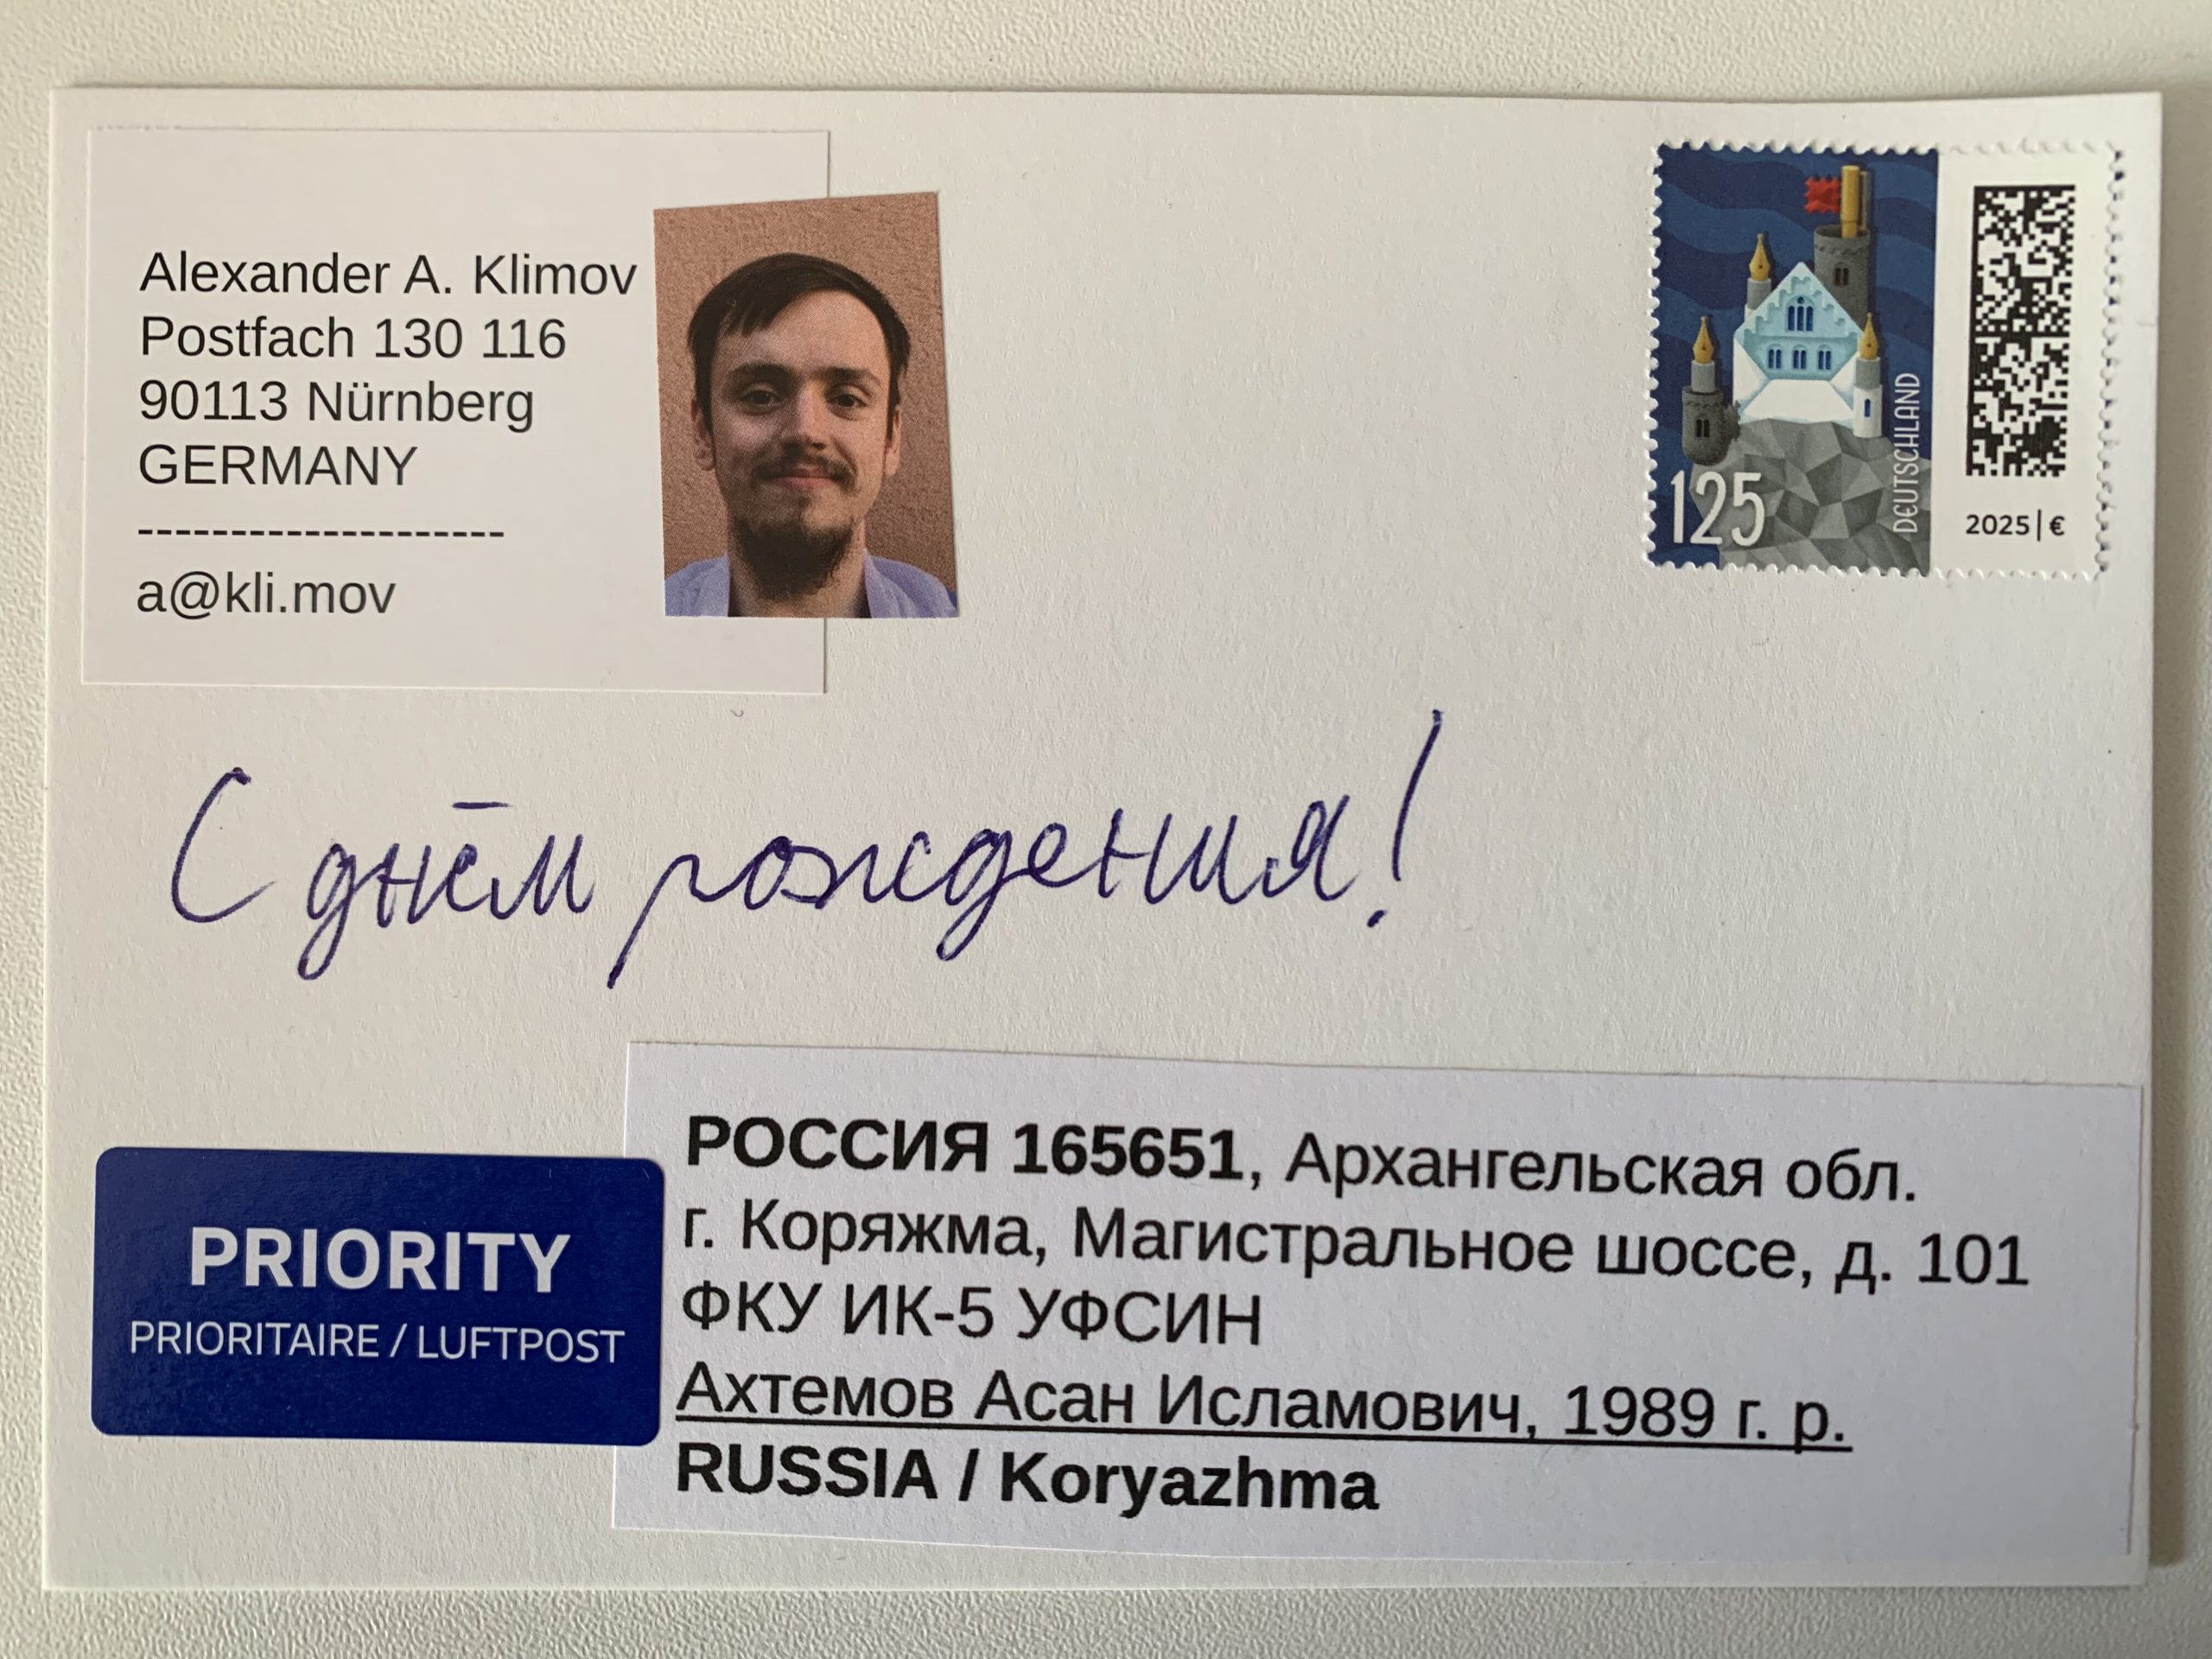 Alexander A. Klimov
Postfach 130 116
90113 Nürnberg
GERMANY
--------------------
a@kli.mov
125
DEUTSCHLAND
2025|€
С днём рождения!
PRIORITY
PRIORITAIRE / LUFTPOST
РОССИЯ 165651, Архангельская обл.
г. Коряжма, Магистральное шоссе, д. 101
ФКУ ИК-5 УФСИН
Ахтемов Асан Исламович, 1989 г. р.
RUSSIA / Koryazhma